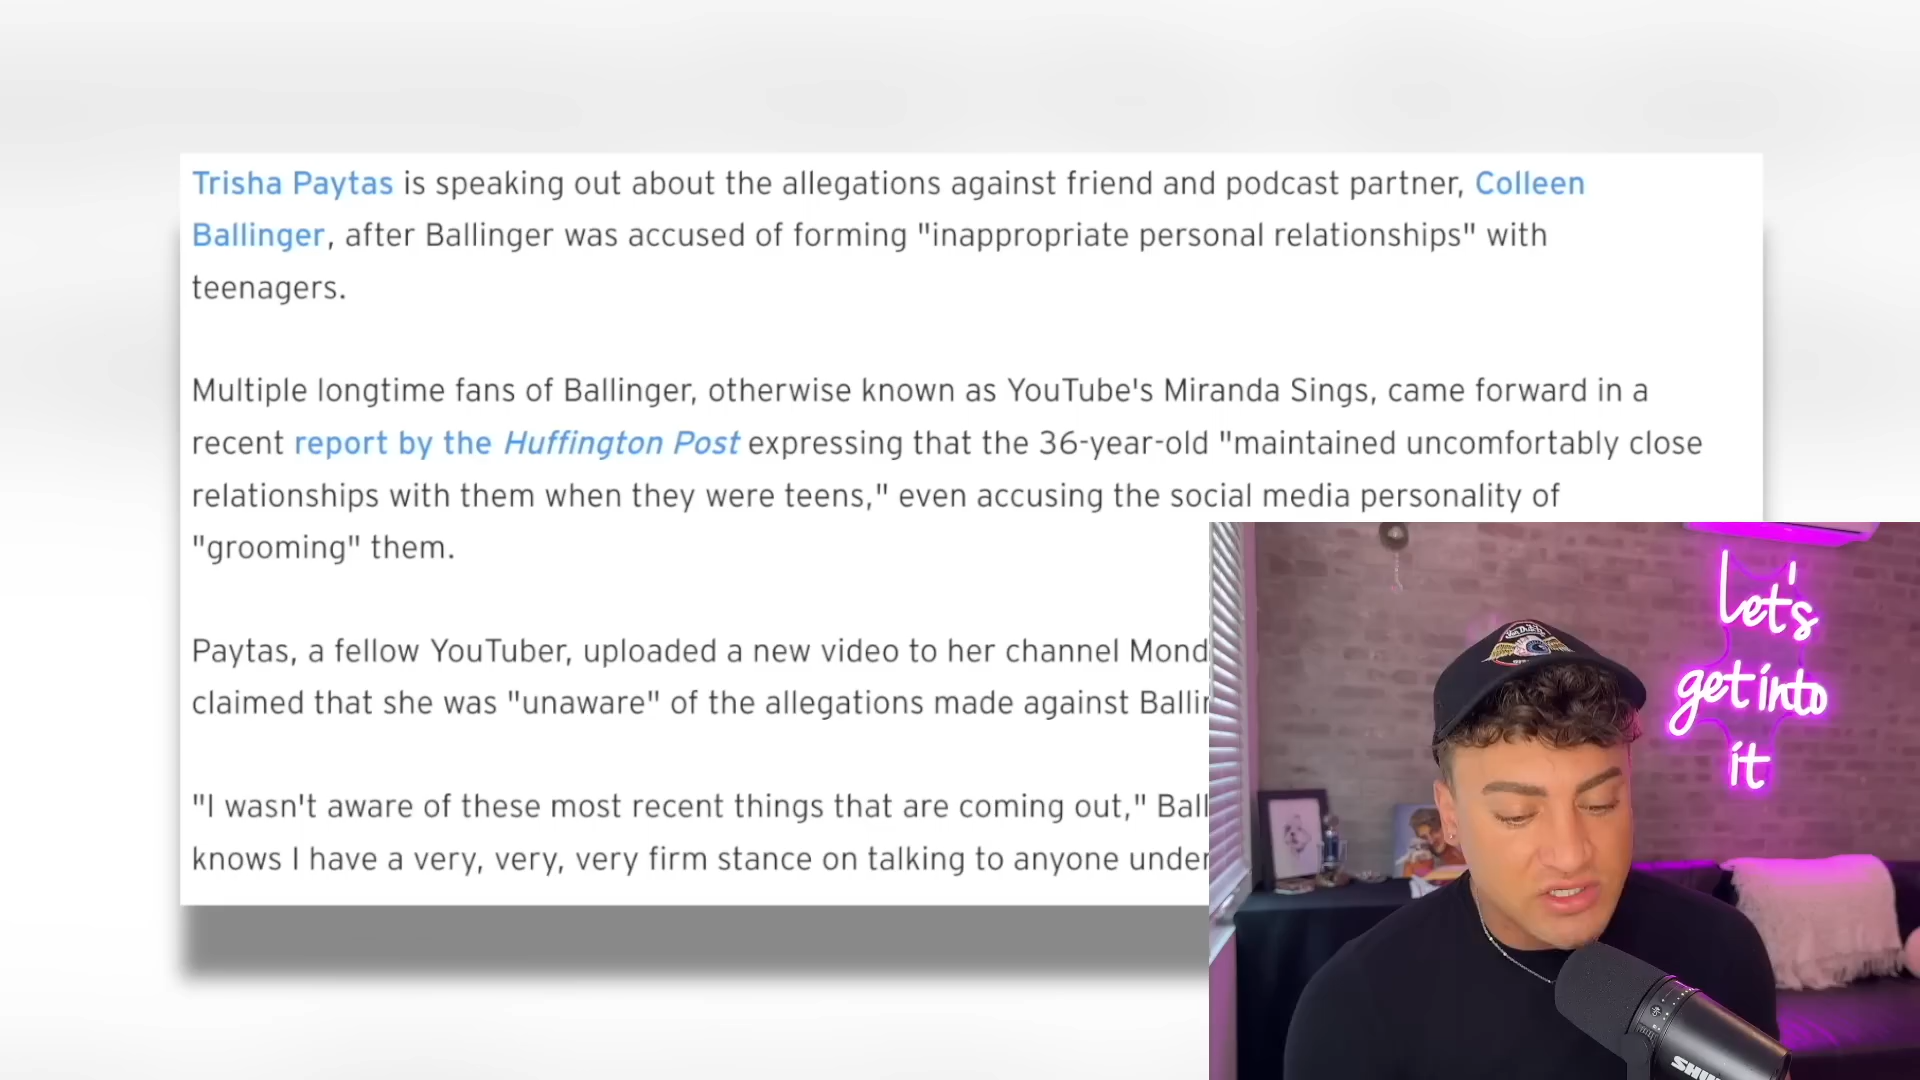 Trisha Paytas is speaking out about the allegations against friend and podcast partner, Colleen
Ballinger, after Ballinger was accused of forming "inappropriate personal relationships" with
teenagers.
Multiple longtime fans of Ballinger, otherwise known as YouTube's Miranda Sings, came forward in a
recent report by the Huffington Post expressing that the 36-year-old "maintained uncomfortably close
relationships with them when they were teens," even accusing the social media personality of
"grooming" them.
Paytas, a fellow YouTuber, uploaded a new video to her channel Mond
claimed that she was "unaware" of the allegations made against Ballin
"I wasn't aware of these most recent things that are coming out," Ball
knows I have a very, very, very firm stance on talking to anyone under
Let's
get into
it
Von Dutch